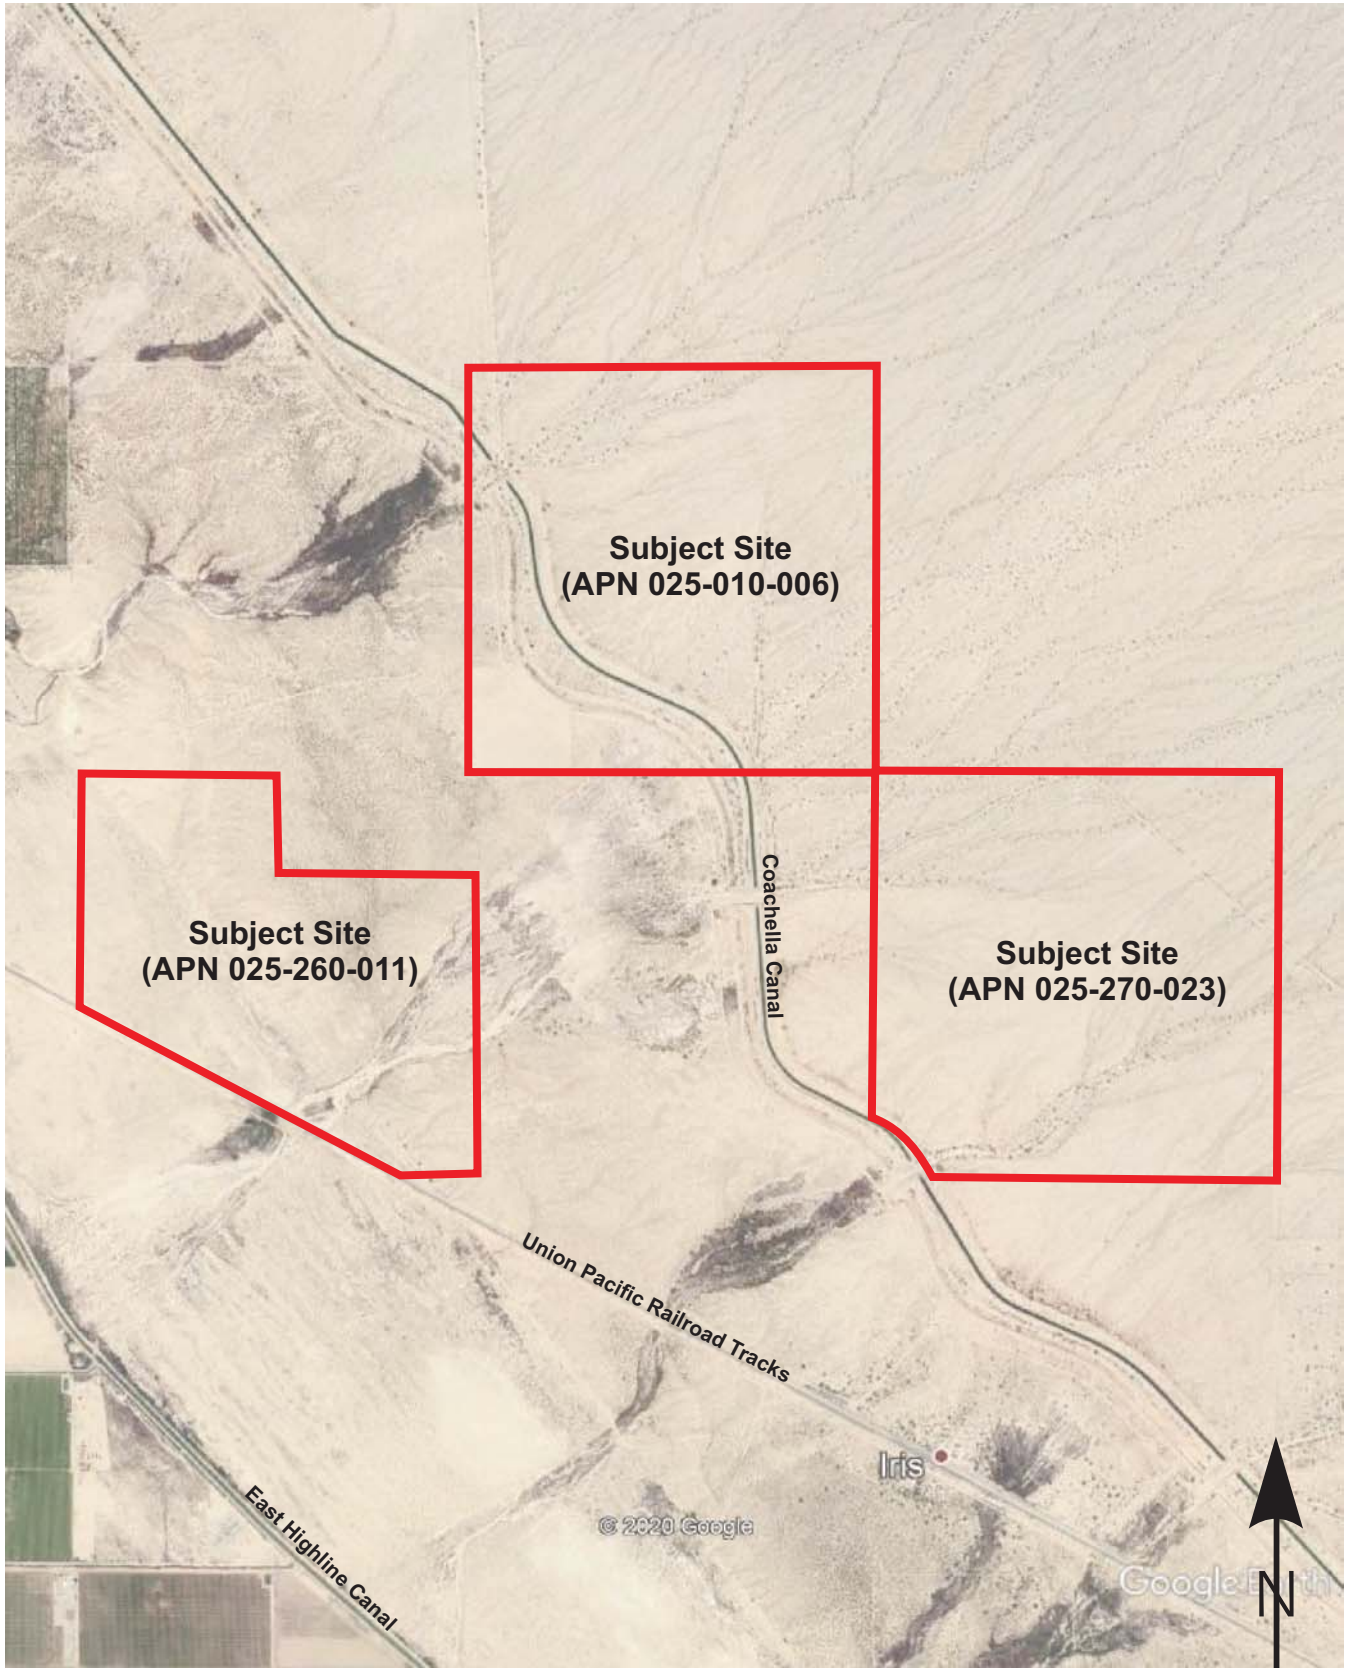 Subject Site
(APN 025-010-006)
Subject Site
(APN 025-260-011)
Coachella Canal
Subject Site
(APN 025-270-023)
Union Pacific Railroad Tracks
Iris
East Highline Canal
© 2020 Google
Google Earth
N